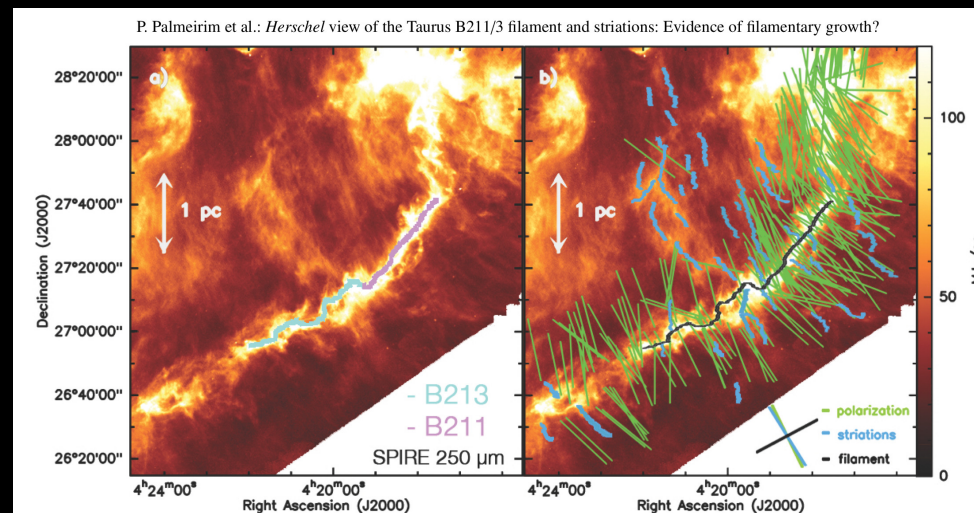 P. Palmeirim et al.: Herschel view of the Taurus B211/3 filament and striations: Evidence of filamentary growth?
a)
b)
28°20'00"
28°00'00"
27°40'00"
27°20'00"
27°00'00"
26°40'00"
26°20'00"
Declination (J2000)
1 pc
1 pc
100
50
0
- B213
- B211
SPIRE 250 µm
- polarization
- striations
- filament
4ʰ24ᵐ00ˢ
4ʰ20ᵐ00ˢ
4ʰ24ᵐ00ˢ
4ʰ20ᵐ00ˢ
Right Ascension (J2000)
Right Ascension (J2000)